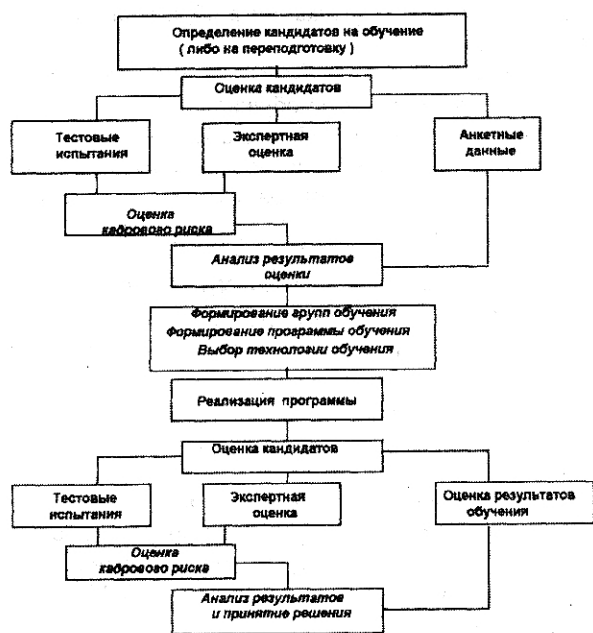 Определение кандидатов на обучение
( либо на переподготовку )
Оценка кандидатов
Тестовые
испытания
Экспертная
оценка
Анкетные
данные
Оценка
кадрового риска
Анализ результатов
оценки
Формирование групп обучения
Формирование программы обучения
Выбор технологии обучения
Реализация программы
Оценка кандидатов
Тестовые
испытания
Экспертная
оценка
Оценка результатов
обучения
Оценка
кадрового риска
Анализ результатов
и принятие решения